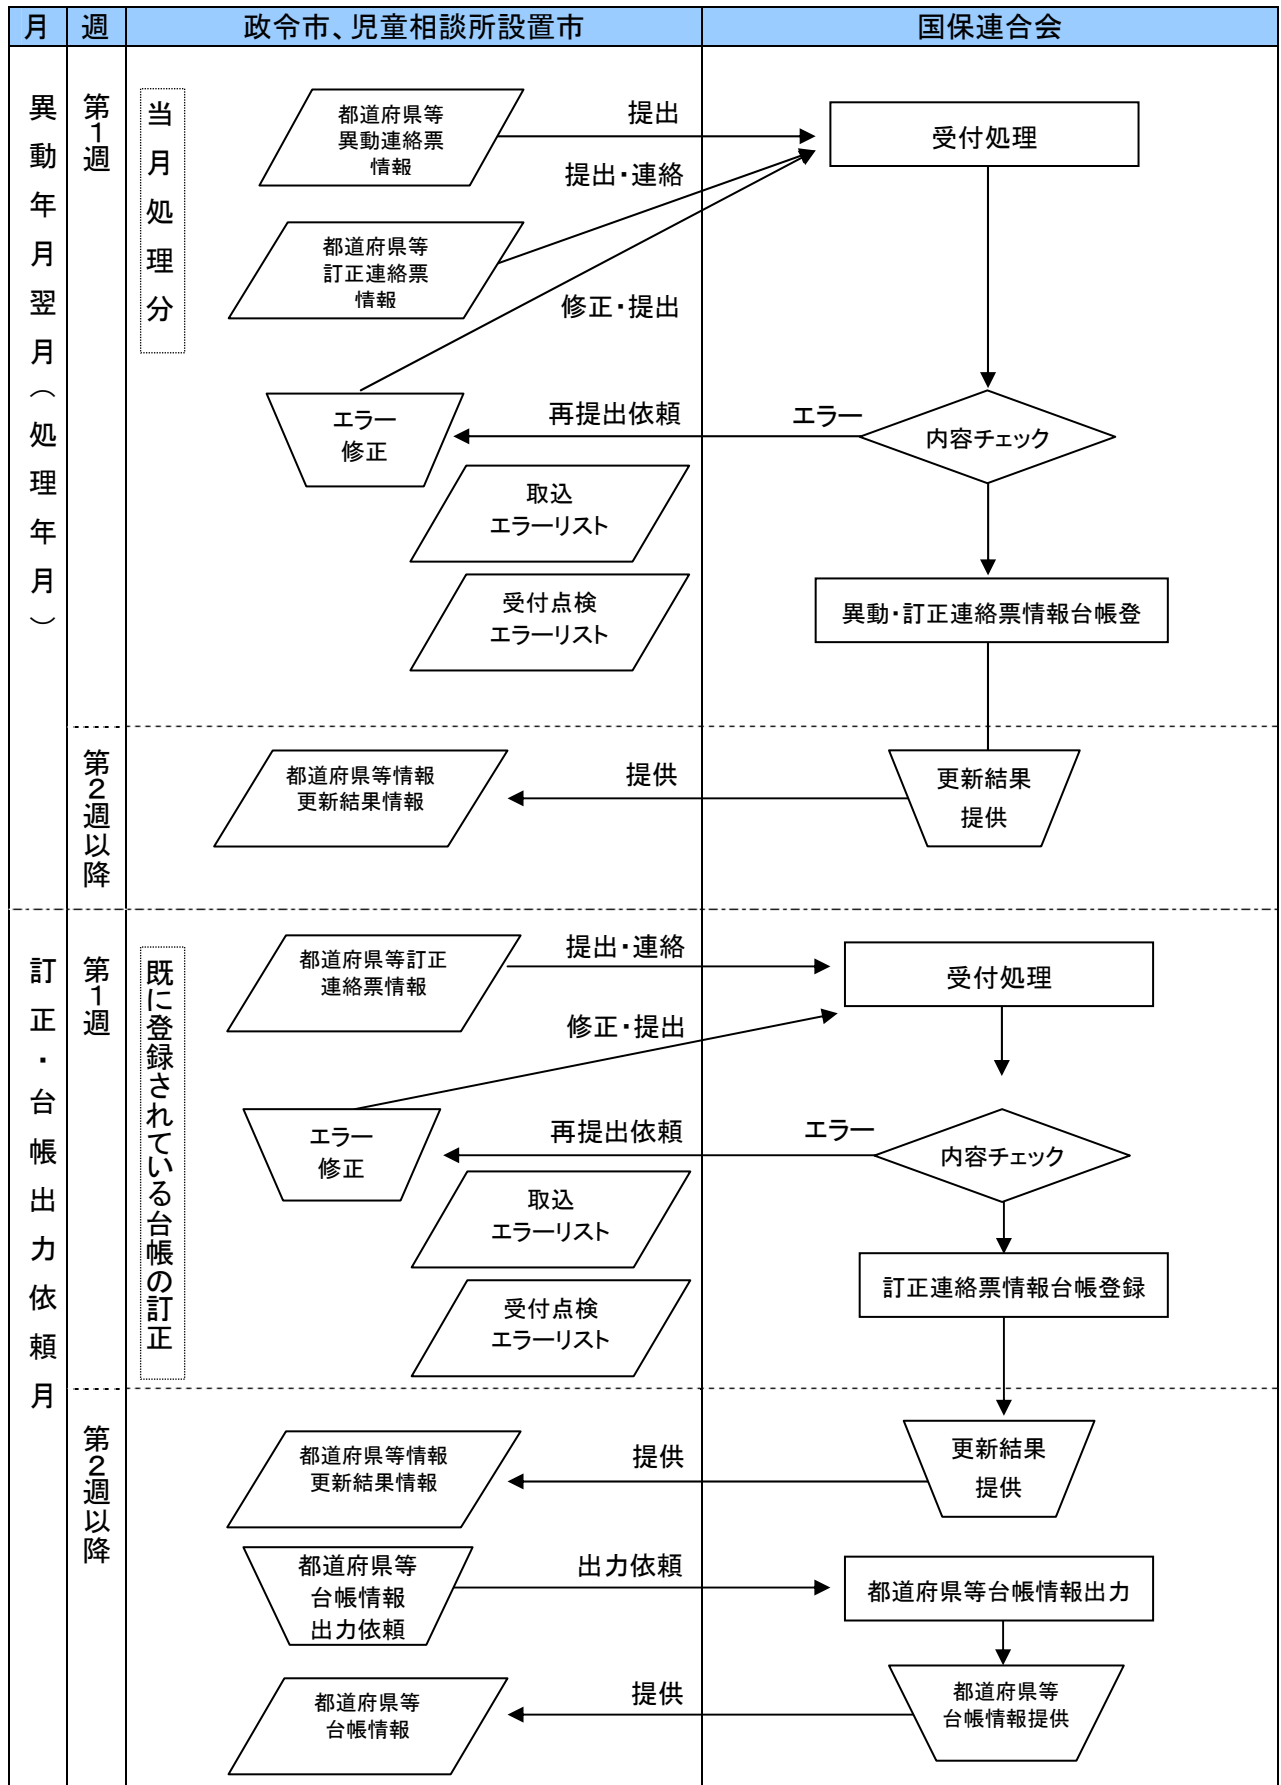 月
週
政令市、児童相談所設置市
国保連合会
異動年月翌月（処理年月）
第1週
当月処理分
都道府県等
異動連絡票
情報
提出
受付処理
提出・連絡
都道府県等
訂正連絡票
情報
修正・提出
エラー
修正
再提出依頼
エラー
内容チェック
取込
エラーリスト
受付点検
エラーリスト
異動・訂正連絡票情報台帳登
第2週以降
都道府県等情報
更新結果情報
提供
更新結果
提供
訂正・台帳出力依頼月
第1週
既に登録されている台帳の訂正
都道府県等訂正
連絡票情報
提出・連絡
受付処理
修正・提出
エラー
修正
再提出依頼
エラー
内容チェック
取込
エラーリスト
訂正連絡票情報台帳登録
受付点検
エラーリスト
第2週以降
都道府県等情報
更新結果情報
提供
更新結果
提供
都道府県等
台帳情報
出力依頼
出力依頼
都道府県等台帳情報出力
都道府県等
台帳情報
提供
都道府県等
台帳情報提供